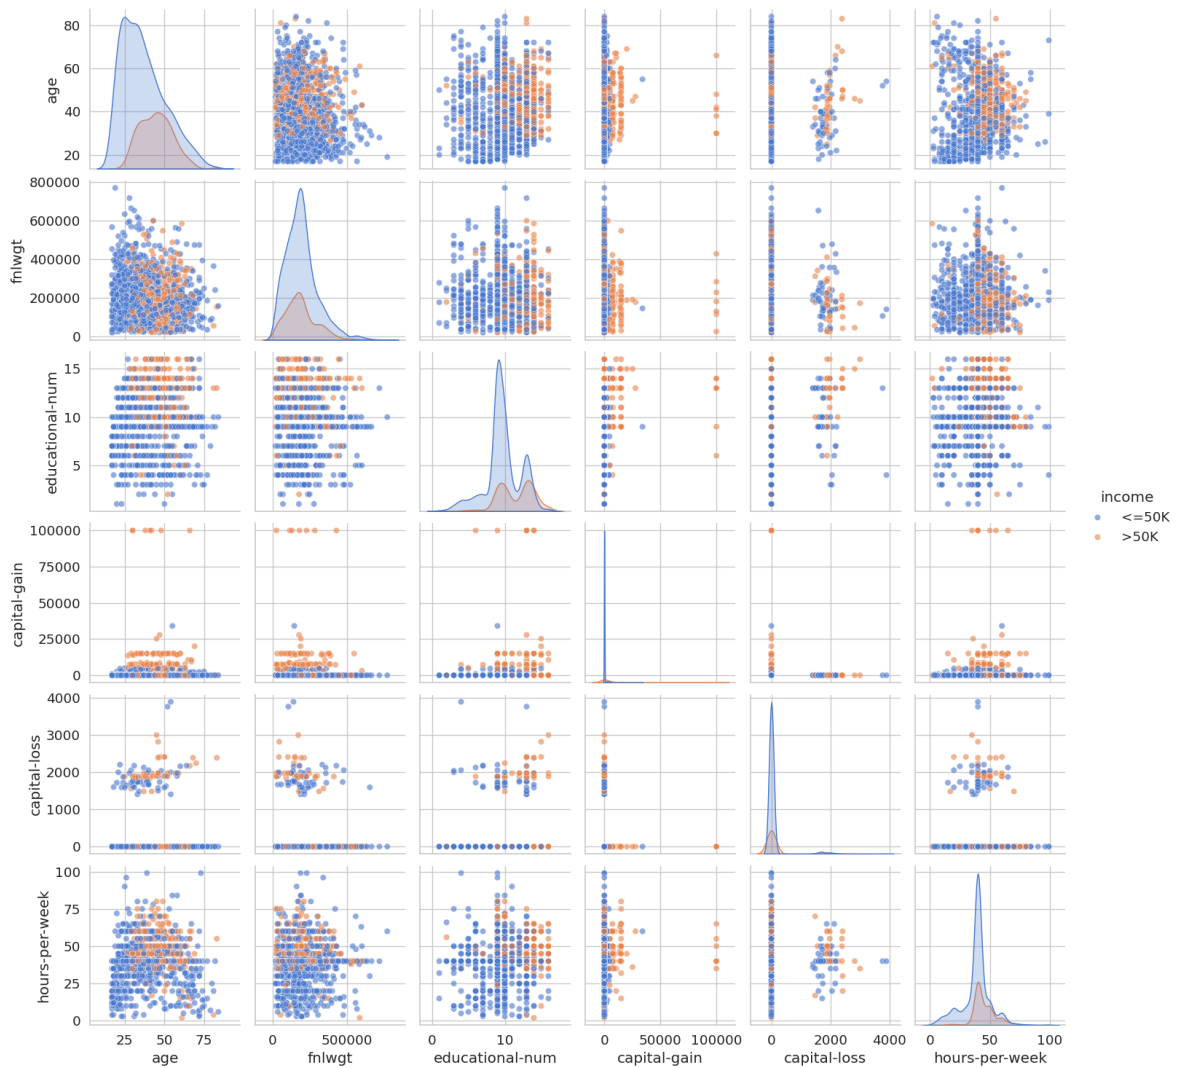 80
60
40
20
age
800000
600000
400000
200000
0
fnlwgt
15
10
5
educational-num
income
<=50K
>50K
100000
75000
50000
25000
0
capital-gain
4000
3000
2000
1000
0
capital-loss
100
75
50
25
0
hours-per-week
25 50 75
0 500000
0 10
0 50000 100000
0 2000 4000
0 50 100
age
fnlwgt
educational-num
capital-gain
capital-loss
hours-per-week